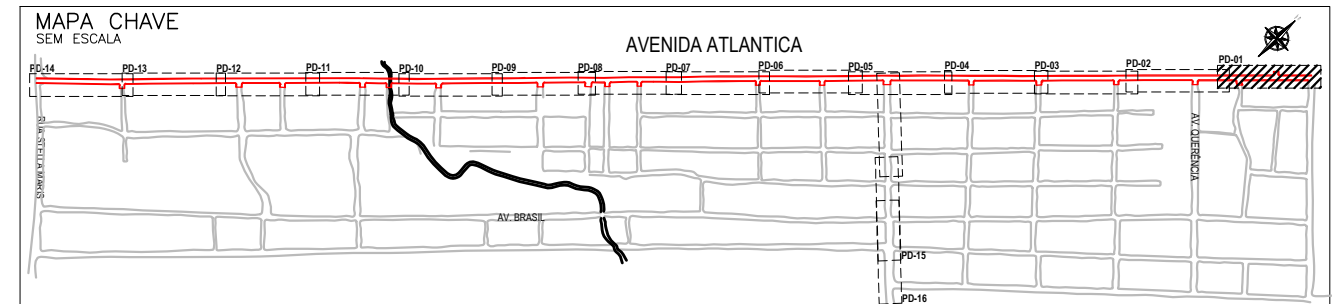 MAPA CHAVE
SEM ESCALA
AVENIDA ATLANTICA
PD-14
PD-13
PD-12
PD-11
PD-10
PD-09
PD-08
PD-07
PD-06
PD-05
PD-04
PD-03
PD-02
PD-01
RUA STELLA MARIS
AV. QUERÊNCIA
AV. BRASIL
PD-15
PD-16